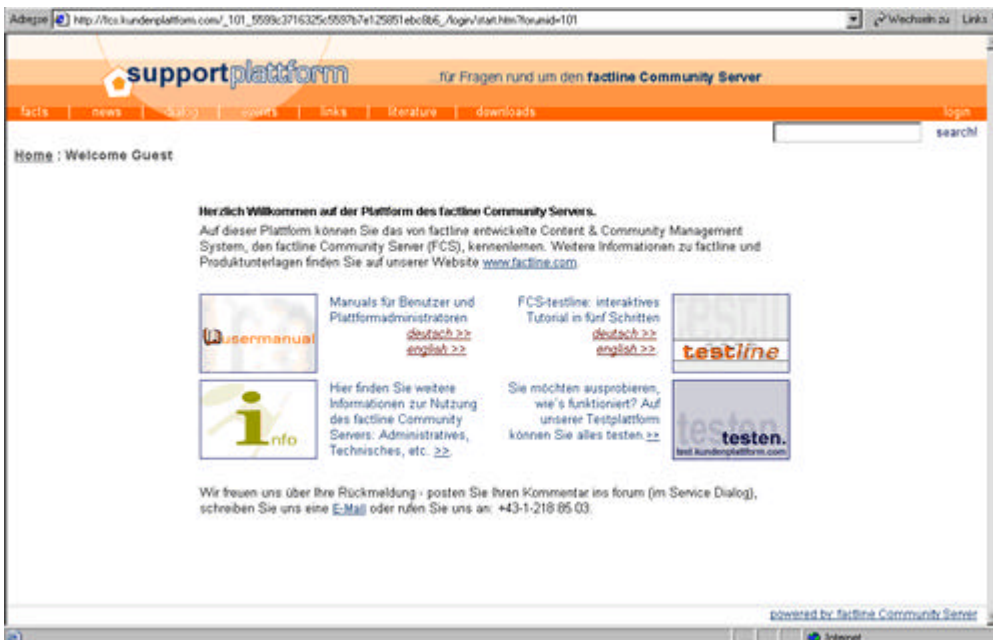 Adresse http://fcs.kundenplattform.com/_101_5599c3716325c5597b7e125851ebc8b6_/login/start.htm?forumid=101 Wechseln zu Links
supportplattform ...für Fragen rund um den factline Community Server
facts | news | dialog | events | links | literature | downloads login
search!
Home : Welcome Guest
Herzlich Willkommen auf der Plattform des factline Community Servers.
Auf dieser Plattform können Sie das von factline entwickelte Content & Community Management
System, den factline Community Server (FCS), kennenlernen. Weitere Informationen zu factline und
Produktunterlagen finden Sie auf unserer Website www.factline.com.
usermanual
Manuals für Benutzer und
Plattformadministratoren
deutsch >>
english >>
FCS-testline: interaktives
Tutorial in fünf Schritten
deutsch >>
english >>
testline
info
Hier finden Sie weitere
Informationen zur Nutzung
des factline Community
Servers: Administratives,
Technisches, etc. >>
Sie möchten ausprobieren,
wie´s funktioniert? Auf
unserer Testplattform
können Sie alles testen.>>
testen
testen.
test.kundenplattform.com
Wir freuen uns über Ihre Rückmeldung - posten Sie Ihren Kommentar ins forum (im Service Dialog),
schreiben Sie uns eine E-Mail oder rufen Sie uns an: +43-1-218 85 03.
powered by factline Community Server
Internet